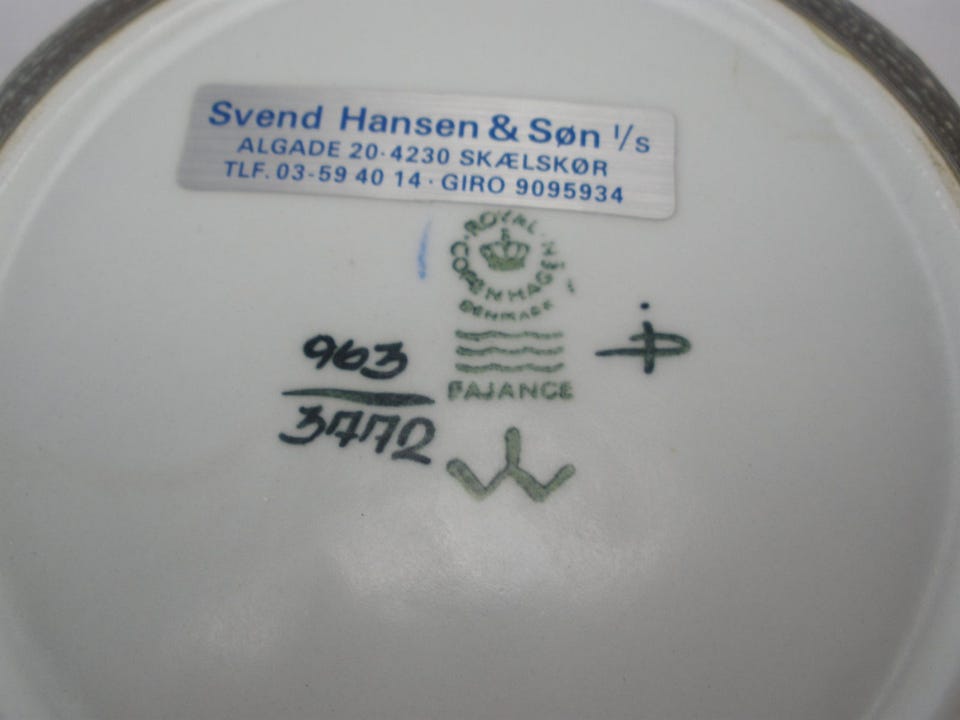 Svend Hansen & Søn I/s
ALGADE 20 · 4230 SKÆLSKØR
TLF. 03-59 40 14 · GIRO 9095934
ROYAL
COPENHAGEN
DENMARK
963
3772
FAJANCE